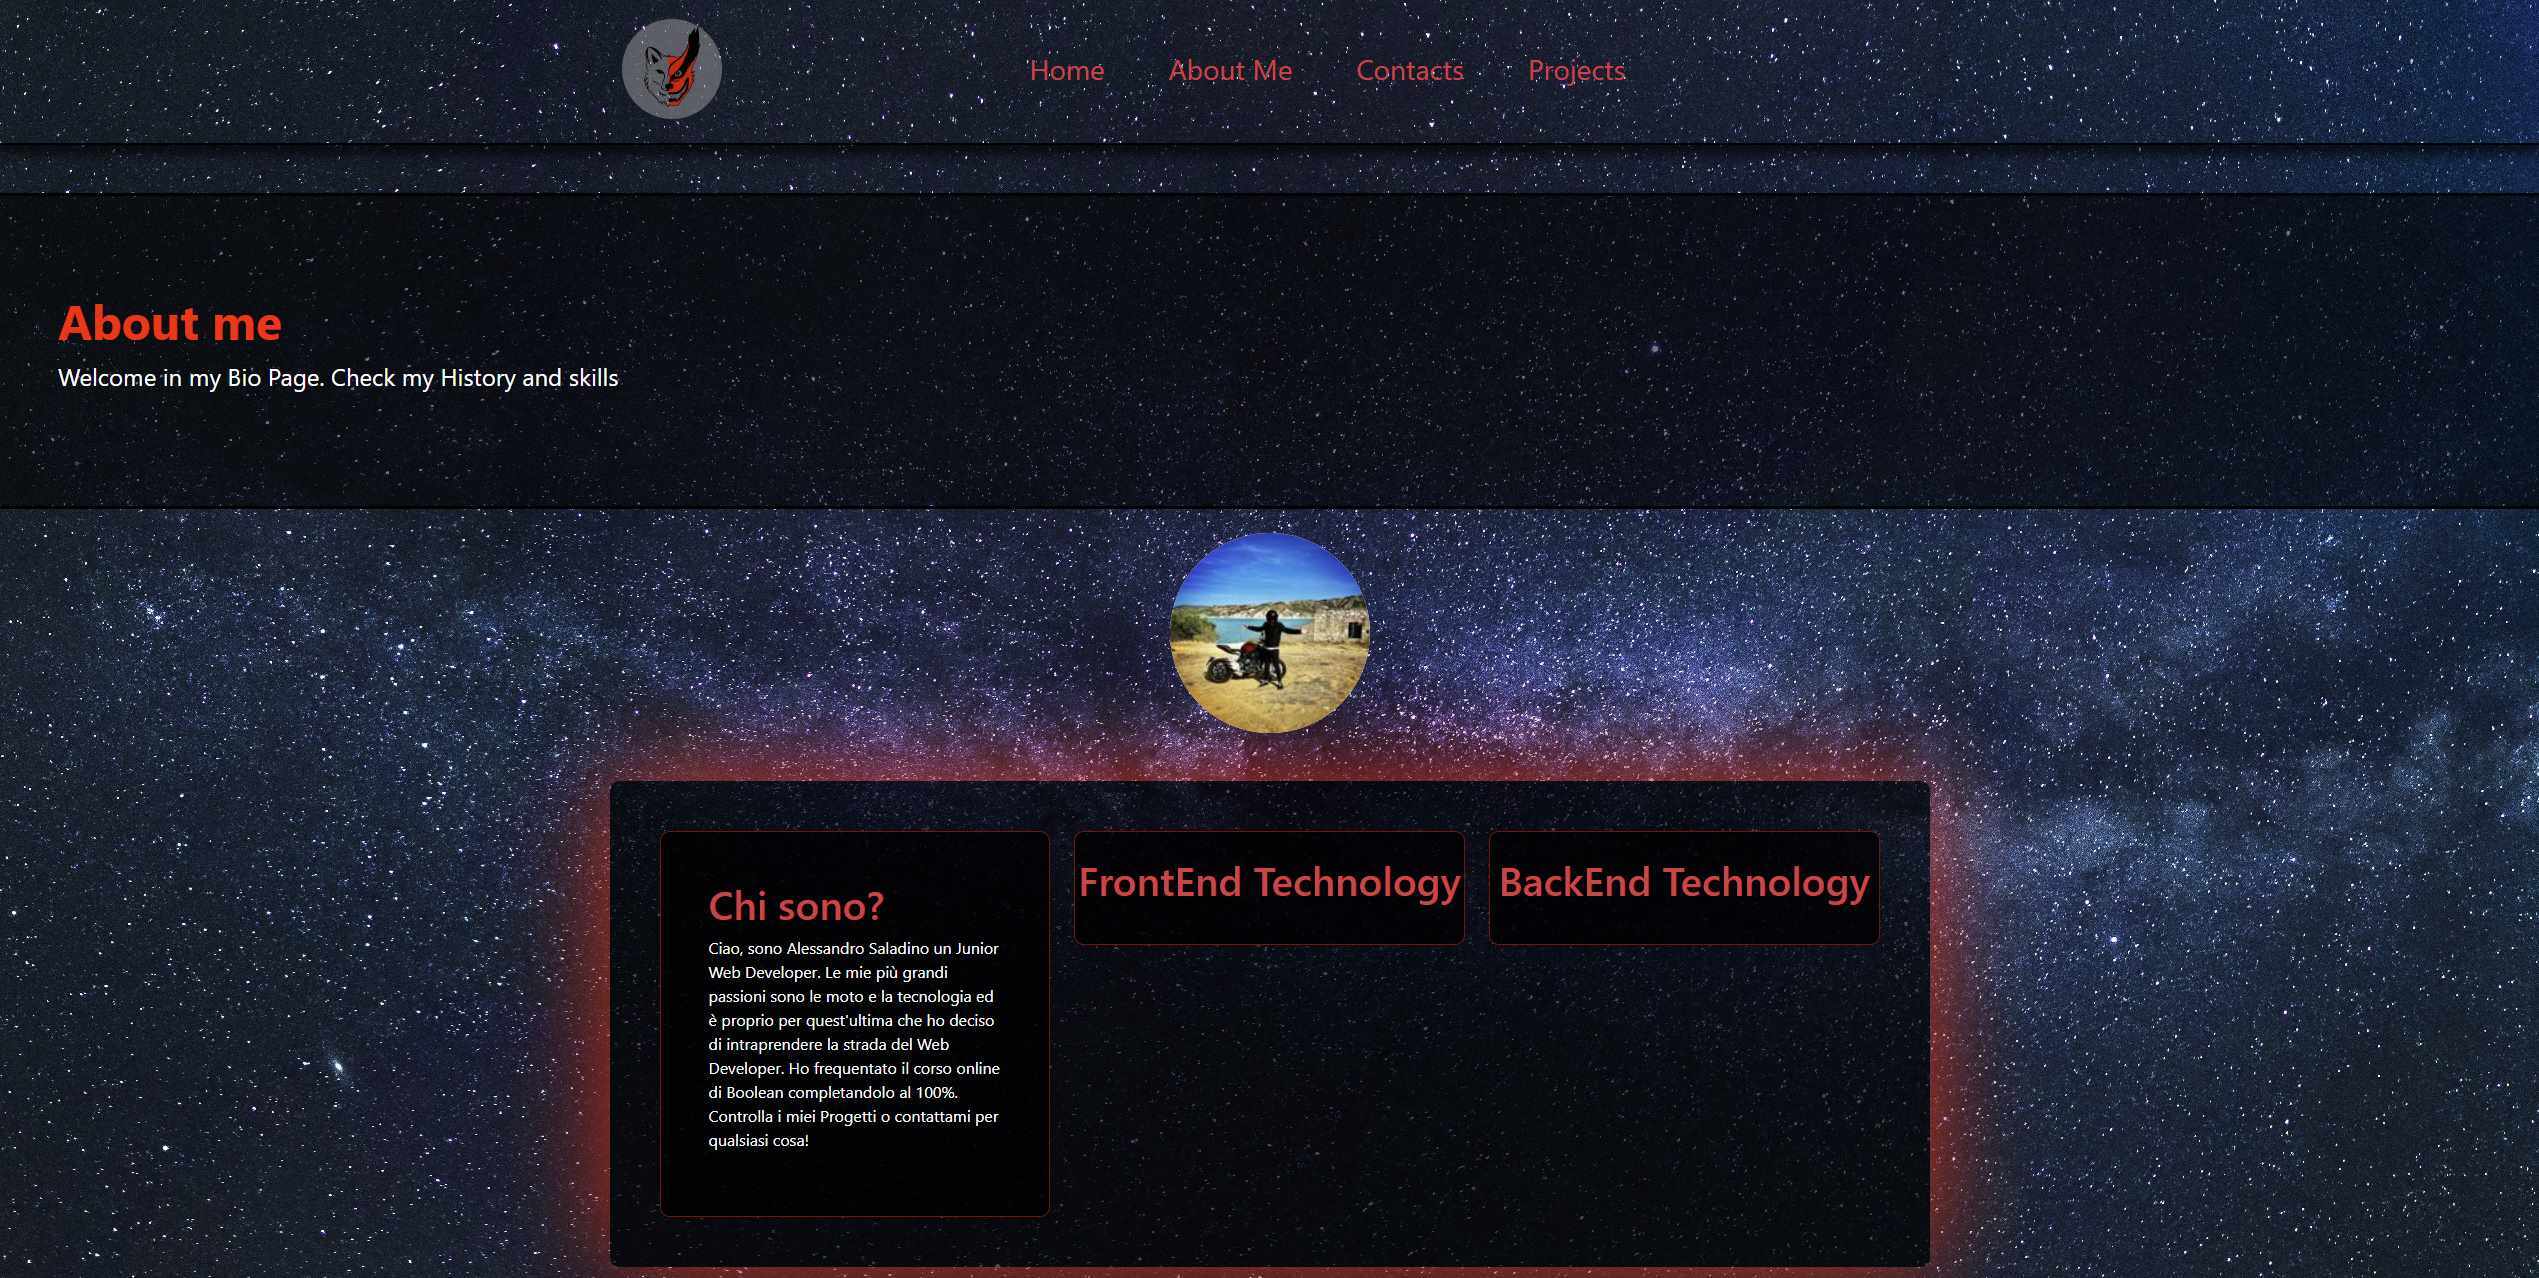 Home About Me Contacts Projects
About me
Welcome in my Bio Page. Check my History and skills
Chi sono?
Ciao, sono Alessandro Saladino un Junior
Web Developer. Le mie più grandi
passioni sono le moto e la tecnologia ed
è proprio per quest'ultima che ho deciso
di intraprendere la strada del Web
Developer. Ho frequentato il corso online
di Boolean completandolo al 100%.
Controlla i miei Progetti o contattami per
qualsiasi cosa!
FrontEnd Technology
BackEnd Technology